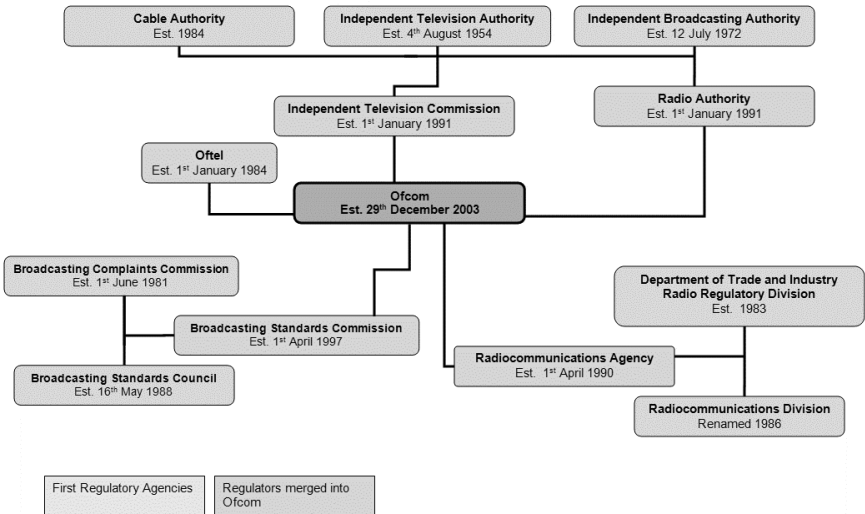 Cable Authority
Est. 1984
Independent Television Authority
Est. 4th August 1954
Independent Broadcasting Authority
Est. 12 July 1972
Independent Television Commission
Est. 1st January 1991
Radio Authority
Est. 1st January 1991
Oftel
Est. 1st January 1984
Ofcom
Est. 29th December 2003
Broadcasting Complaints Commission
Est. 1st June 1981
Department of Trade and Industry
Radio Regulatory Division
Est. 1983
Broadcasting Standards Commission
Est. 1st April 1997
Radiocommunications Agency
Est. 1st April 1990
Broadcasting Standards Council
Est. 16th May 1988
Radiocommunications Division
Renamed 1986
First Regulatory Agencies
Regulators merged into
Ofcom